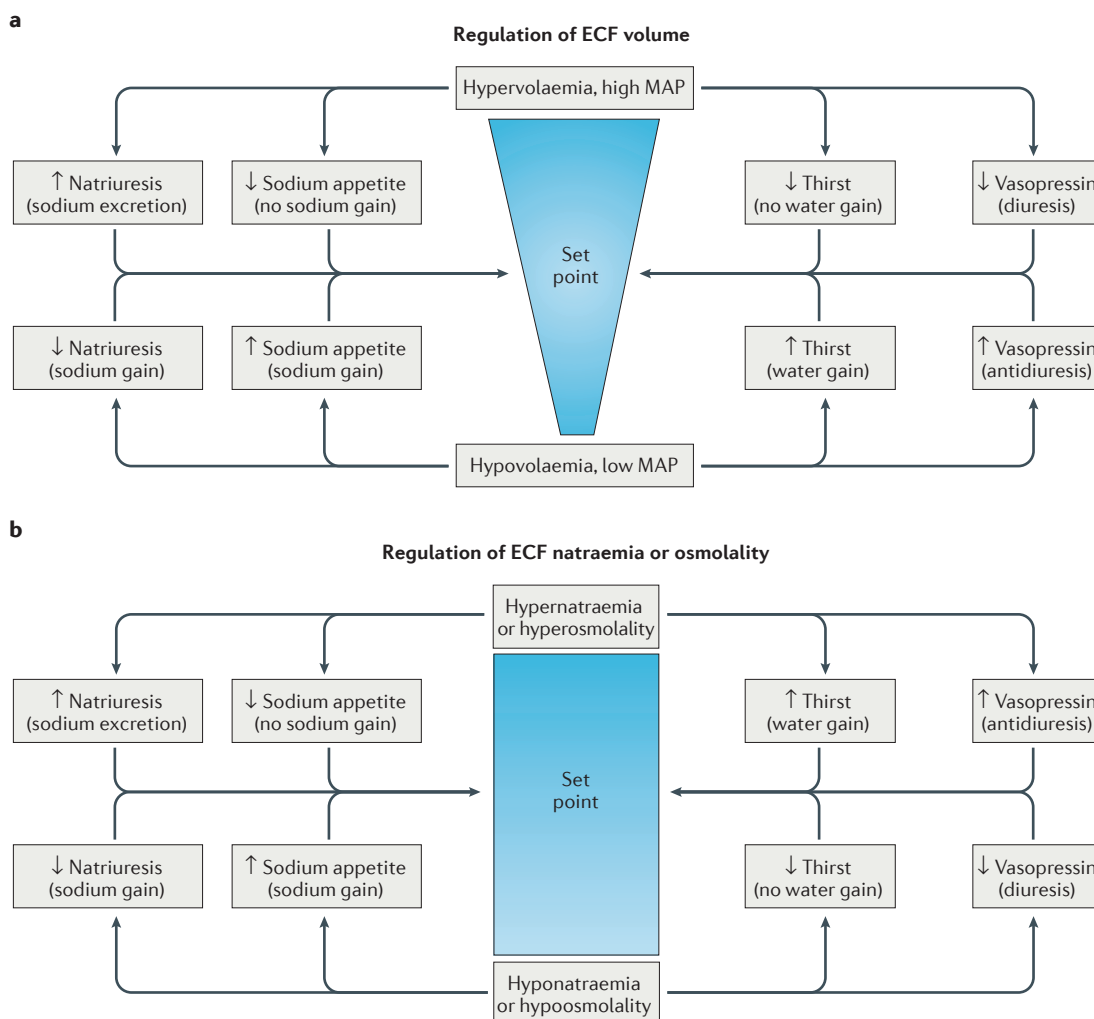 a
Regulation of ECF volume
Hypervolaemia, high MAP
↑ Natriuresis
(sodium excretion)
↓ Sodium appetite
(no sodium gain)
↓ Thirst
(no water gain)
↓ Vasopressin
(diuresis)
Set
point
↓ Natriuresis
(sodium gain)
↑ Sodium appetite
(sodium gain)
↑ Thirst
(water gain)
↑ Vasopressin
(antidiuresis)
Hypovolaemia, low MAP
b
Regulation of ECF natraemia or osmolality
Hypernatraemia
or hyperosmolality
↑ Natriuresis
(sodium excretion)
↓ Sodium appetite
(no sodium gain)
↑ Thirst
(water gain)
↑ Vasopressin
(antidiuresis)
Set
point
↓ Natriuresis
(sodium gain)
↑ Sodium appetite
(sodium gain)
↓ Thirst
(no water gain)
↓ Vasopressin
(diuresis)
Hyponatraemia
or hypoosmolality